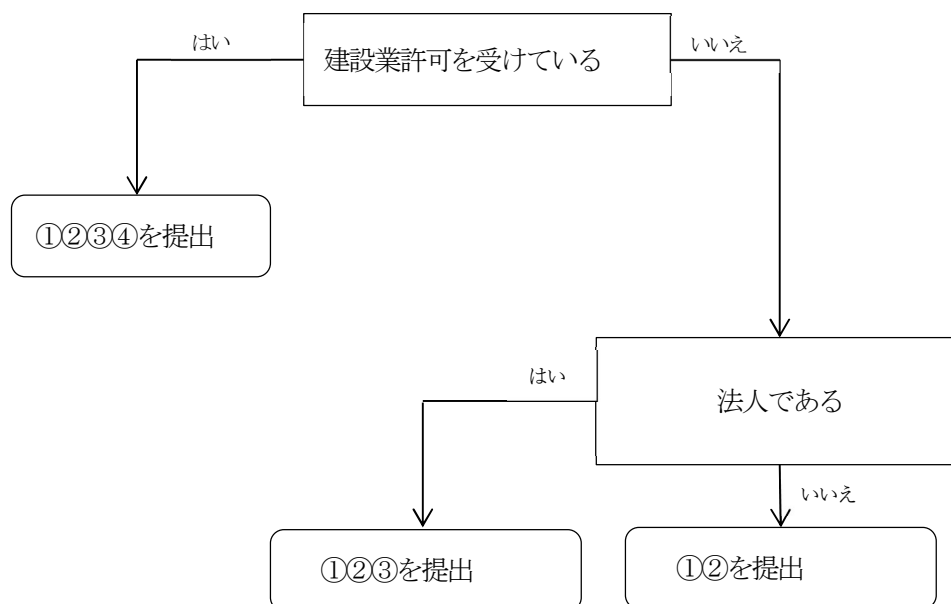 はい
建設業許可を受けている
いいえ
①②③④を提出
はい
法人である
いいえ
①②③を提出
①②を提出